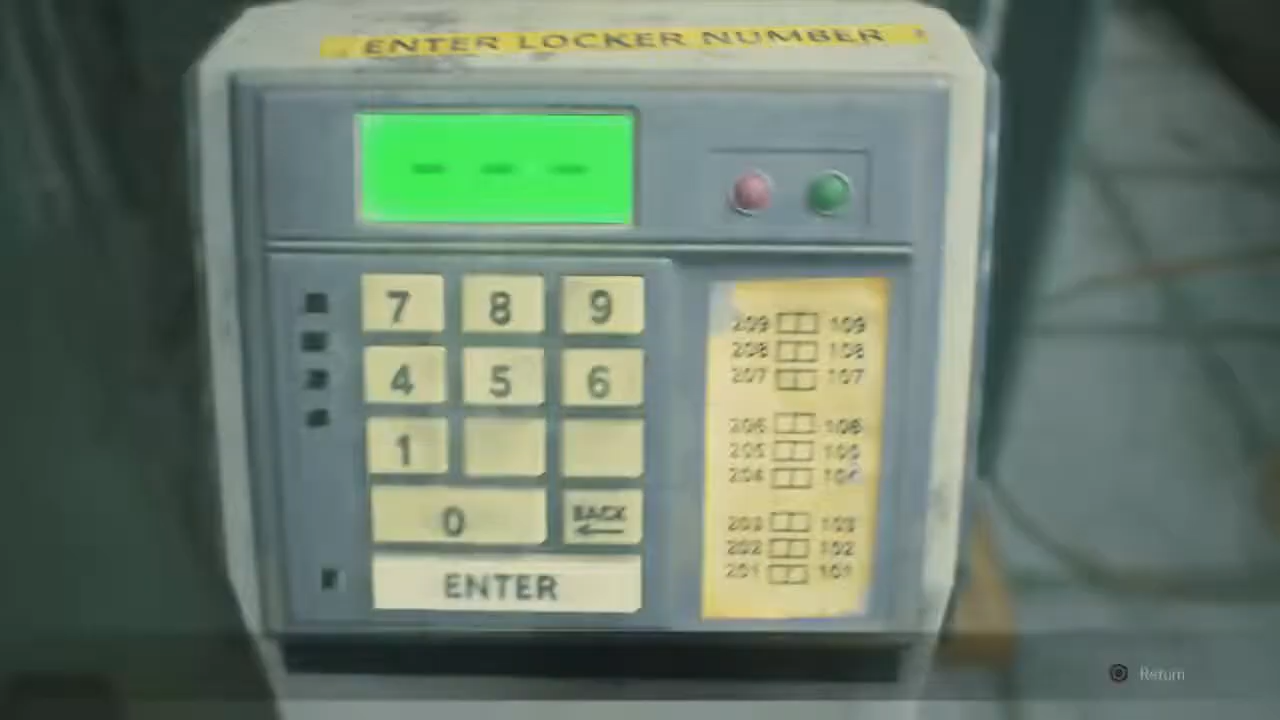 ENTER LOCKER NUMBER
- - -
7 8 9
4 5 6
1
0 BACK
ENTER
209 109
208 108
207 107
206 106
205 105
204 104
203 103
202 102
201 101
Return